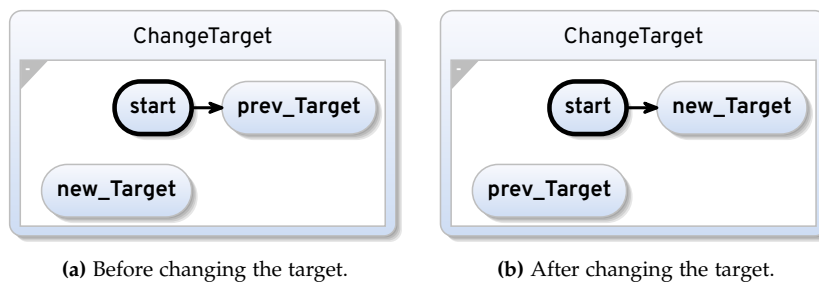 ChangeTarget
-
start
prev_Target
new_Target
(a) Before changing the target.
ChangeTarget
-
start
new_Target
prev_Target
(b) After changing the target.